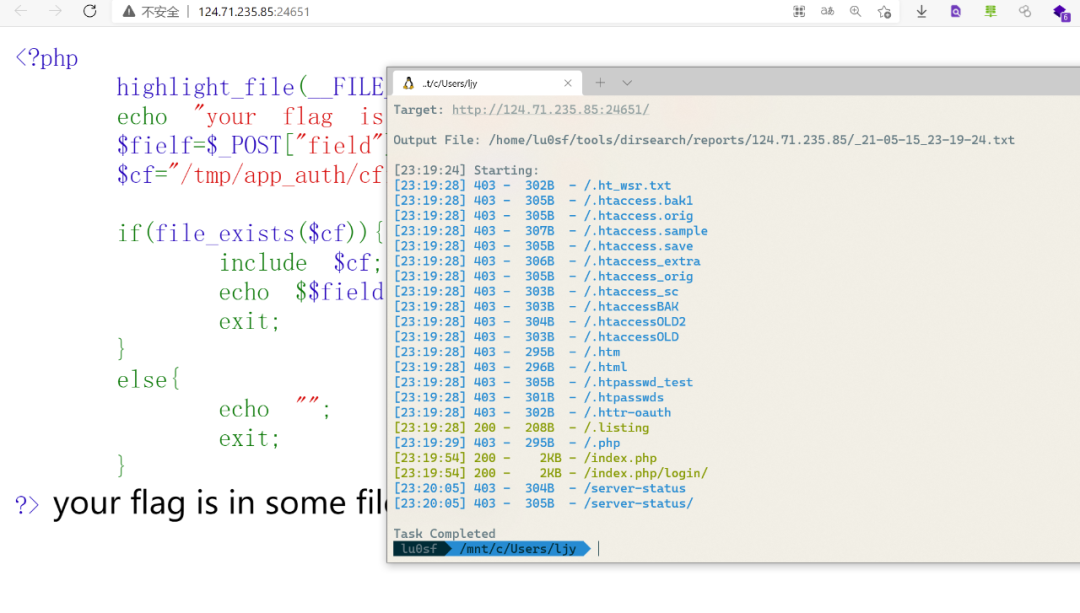 不安全 | 124.71.235.85:24651
<?php
highlight_file(__FILE
echo "your flag is
$fielf=$_POST["field"
$cf="/tmp/app_auth/cf
if(file_exists($cf)){
include $cf;
echo $$field
exit;
}
else{
echo "";
exit;
}
?> your flag is in some file
..t/c/Users/ljy
Target: http://124.71.235.85:24651/
Output File: /home/lu0sf/tools/dirsearch/reports/124.71.235.85/_21-05-15_23-19-24.txt
[23:19:24] Starting:
[23:19:28] 403 - 302B - /.ht_wsr.txt
[23:19:28] 403 - 305B - /.htaccess.bak1
[23:19:28] 403 - 305B - /.htaccess.orig
[23:19:28] 403 - 307B - /.htaccess.sample
[23:19:28] 403 - 305B - /.htaccess.save
[23:19:28] 403 - 306B - /.htaccess_extra
[23:19:28] 403 - 305B - /.htaccess_orig
[23:19:28] 403 - 303B - /.htaccess_sc
[23:19:28] 403 - 303B - /.htaccessBAK
[23:19:28] 403 - 304B - /.htaccessOLD2
[23:19:28] 403 - 303B - /.htaccessOLD
[23:19:28] 403 - 295B - /.htm
[23:19:28] 403 - 296B - /.html
[23:19:28] 403 - 305B - /.htpasswd_test
[23:19:28] 403 - 301B - /.htpasswds
[23:19:28] 403 - 302B - /.httr-oauth
[23:19:28] 200 - 208B - /.listing
[23:19:29] 403 - 295B - /.php
[23:19:54] 200 - 2KB - /index.php
[23:19:54] 200 - 2KB - /index.php/login/
[23:20:05] 403 - 304B - /server-status
[23:20:05] 403 - 305B - /server-status/
Task Completed
lu0sf /mnt/c/Users/ljy